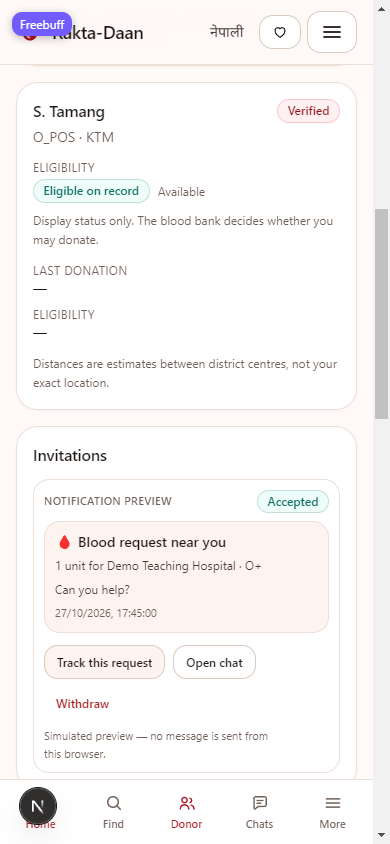 Freebuff
Rakta-Daan
नेपाली
S. Tamang
Verified
O_POS · KTM
ELIGIBILITY
Eligible on record
Available
Display status only. The blood bank decides whether you
may donate.
LAST DONATION
—
ELIGIBILITY
—
Distances are estimates between district centres, not your
exact location.
Invitations
NOTIFICATION PREVIEW
Accepted
Blood request near you
1 unit for Demo Teaching Hospital · O+
Can you help?
27/10/2026, 17:45:00
Track this request
Open chat
Withdraw
Simulated preview — no message is sent from
this browser.
N
Home
Find
Donor
Chats
More